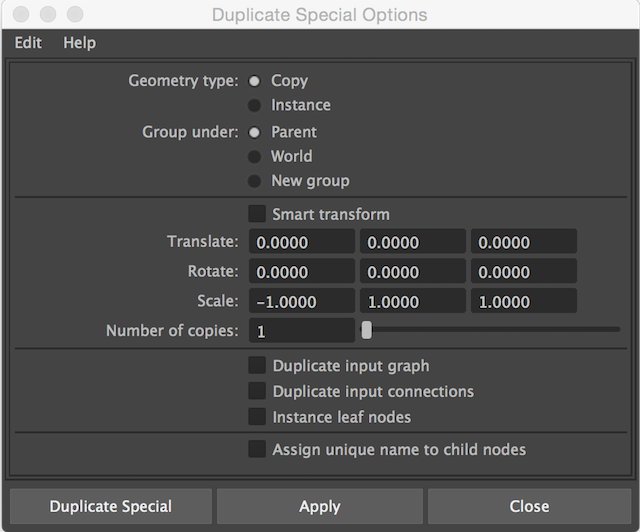 Duplicate Special Options
Edit Help
Geometry type: Copy
Instance
Group under: Parent
World
New group
Smart transform
Translate: 0.0000 0.0000 0.0000
Rotate: 0.0000 0.0000 0.0000
Scale: -1.0000 1.0000 1.0000
Number of copies: 1
Duplicate input graph
Duplicate input connections
Instance leaf nodes
Assign unique name to child nodes
Duplicate Special Apply Close